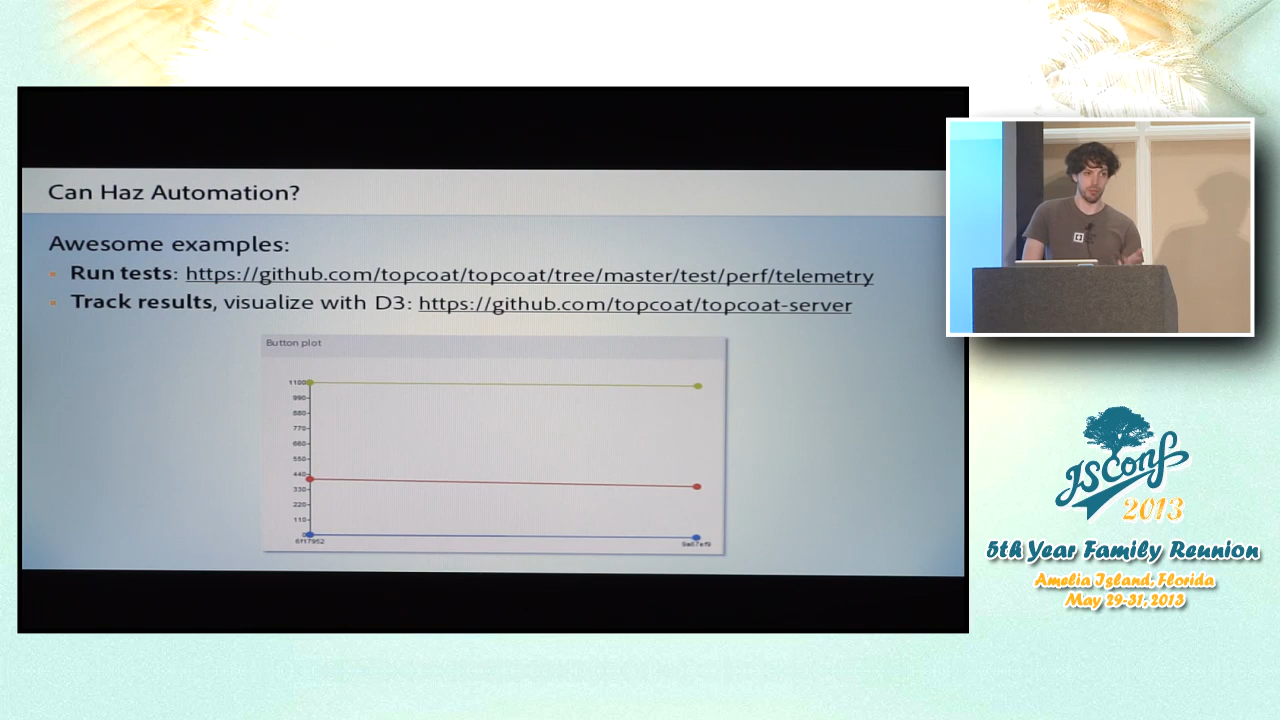 Can Haz Automation?
Awesome examples:
Run tests: https://github.com/topcoat/topcoat/tree/master/test/perf/telemetry
Track results, visualize with D3: https://github.com/topcoat/topcoat-server
Button plot
1100
990
880
770
660
550
440
330
220
110
0
6f17952
9a67ef9
JSConf
2013
5th Year Family Reunion
Amelia Island, Florida
May 29-31, 2013